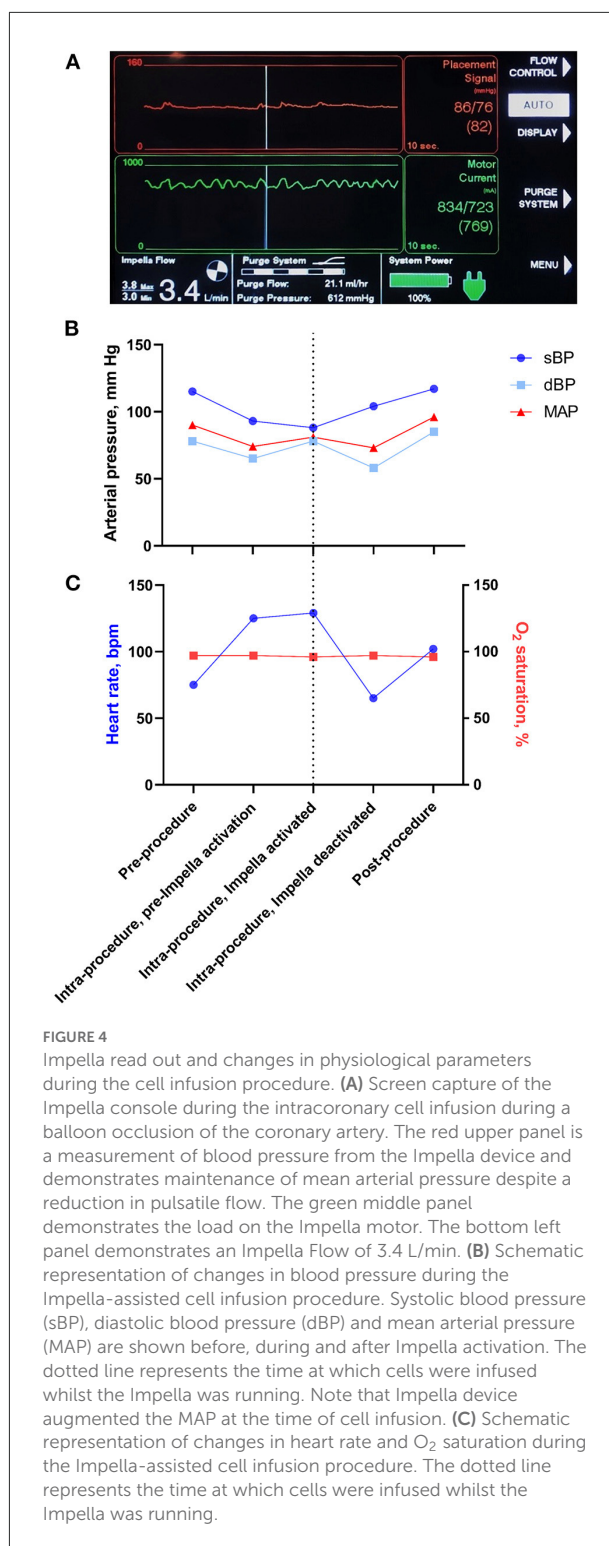 A
160
0
Placement
Signal
(mmHg)
86/76
(82)
10 sec.
1000
0
Motor
Current
(mA)
834/723
(769)
10 sec.
FLOW
CONTROL
AUTO
DISPLAY
PURGE
SYSTEM
MENU
Impella Flow
3.8 Max
3.0 Min
3.4 L/min
Purge System
Purge Flow: 21.1 ml/hr
Purge Pressure: 612 mmHg
System Power
100%
B
Arterial pressure, mm Hg
150
100
50
0
sBP
dBP
MAP
C
Heart rate, bpm
150
100
50
0
150
100
50
0
O₂ saturation, %
Pre-procedure
Intra-procedure, pre-Impella activation
Intra-procedure, Impella activated
Intra-procedure, Impella deactivated
Post-procedure
FIGURE 4
Impella read out and changes in physiological parameters
during the cell infusion procedure. (A) Screen capture of the
Impella console during the intracoronary cell infusion during a
balloon occlusion of the coronary artery. The red upper panel is
a measurement of blood pressure from the Impella device and
demonstrates maintenance of mean arterial pressure despite a
reduction in pulsatile flow. The green middle panel
demonstrates the load on the Impella motor. The bottom left
panel demonstrates an Impella Flow of 3.4 L/min. (B) Schematic
representation of changes in blood pressure during the
Impella-assisted cell infusion procedure. Systolic blood pressure
(sBP), diastolic blood pressure (dBP) and mean arterial pressure
(MAP) are shown before, during and after Impella activation. The
dotted line represents the time at which cells were infused
whilst the Impella was running. Note that Impella device
augmented the MAP at the time of cell infusion. (C) Schematic
representation of changes in heart rate and O₂ saturation during
the Impella-assisted cell infusion procedure. The dotted line
represents the time at which cells were infused whilst the
Impella was running.